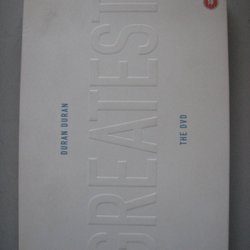 DURAN DURAN
GREATEST
THE DVD